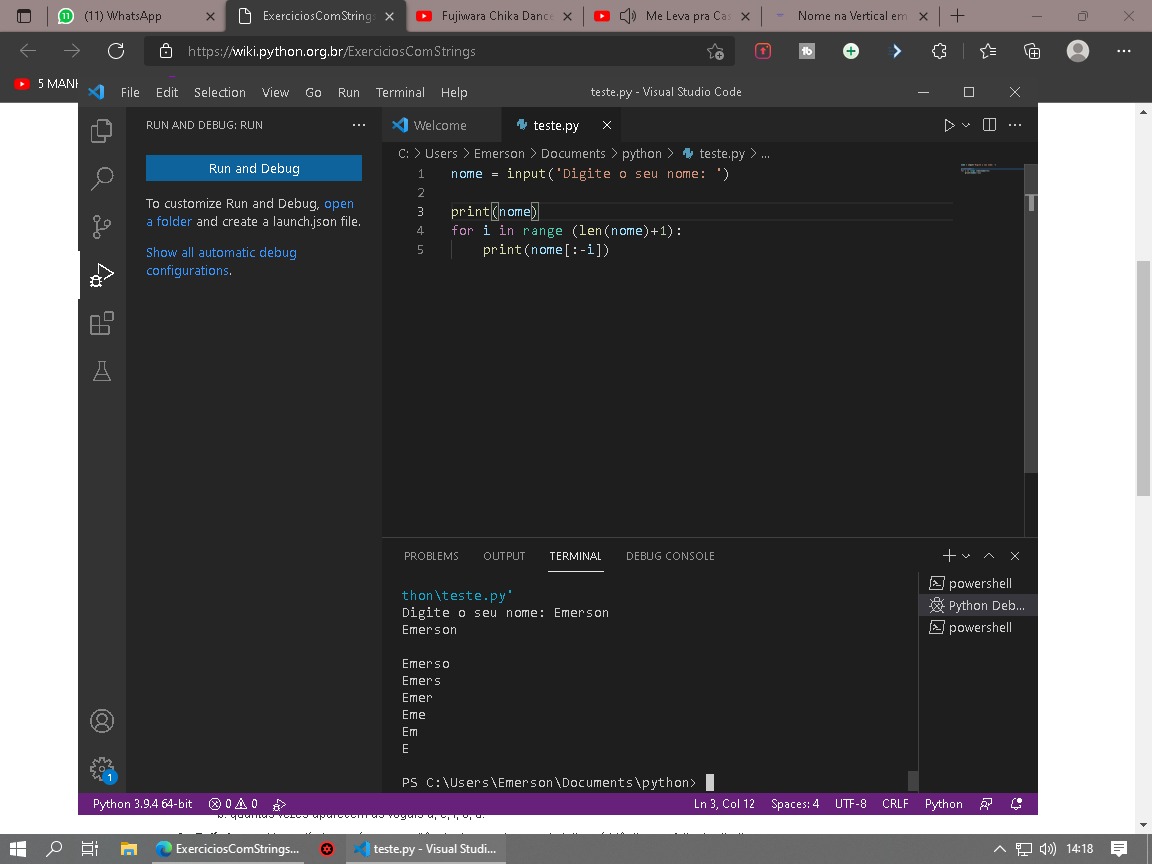 (11) WhatsApp
ExerciciosComStrings
Fujiwara Chika Dance
Me Leva pra Cas
Nome na Vertical em
https://wiki.python.org.br/ExerciciosComStrings
5 MANH
File Edit Selection View Go Run Terminal Help
teste.py - Visual Studio Code
RUN AND DEBUG: RUN
Run and Debug
To customize Run and Debug, open
a folder and create a launch.json file.
Show all automatic debug
configurations.
Welcome
teste.py
C: > Users > Emerson > Documents > python > teste.py > ...
1 nome = input('Digite o seu nome: ')
2
3 print(nome)
4 for i in range (len(nome)+1):
5 print(nome[:-i])
PROBLEMS OUTPUT TERMINAL DEBUG CONSOLE
thon\teste.py'
Digite o seu nome: Emerson
Emerson
Emerso
Emers
Emer
Eme
Em
E
PS C:\Users\Emerson\Documents\python>
powershell
Python Deb...
powershell
1
Python 3.9.4 64-bit 0 0
Ln 3, Col 12 Spaces: 4 UTF-8 CRLF Python
ExerciciosComStrings...
teste.py - Visual Studi...
14:18